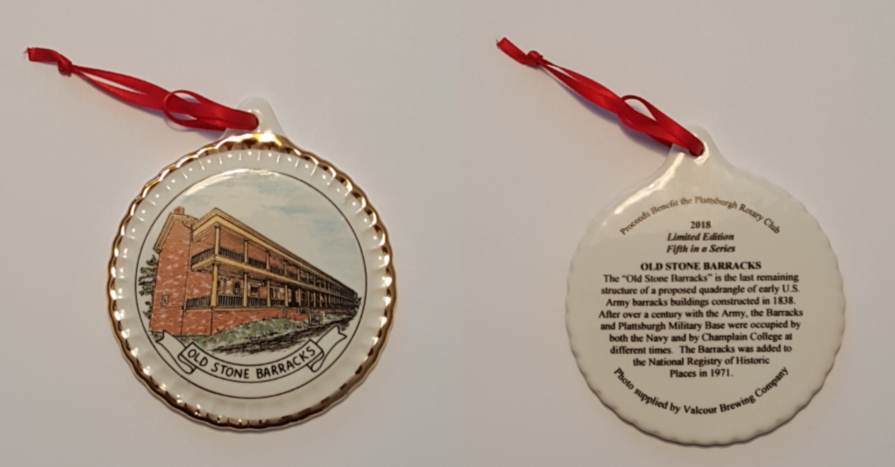 OLD STONE BARRACKS
Proceeds Benefit the Plattsburgh Rotary Club
2018
Limited Edition
Fifth in a Series
OLD STONE BARRACKS
The "Old Stone Barracks" is the last remaining
structure of a proposed quadrangle of early U.S.
Army barracks buildings constructed in 1838.
After over a century with the Army, the Barracks
and Plattsburgh Military Base were occupied by
both the Navy and by Champlain College at
different times. The Barracks was added to
the National Registry of Historic
Places in 1971.
Photo supplied by Valcour Brewing Company